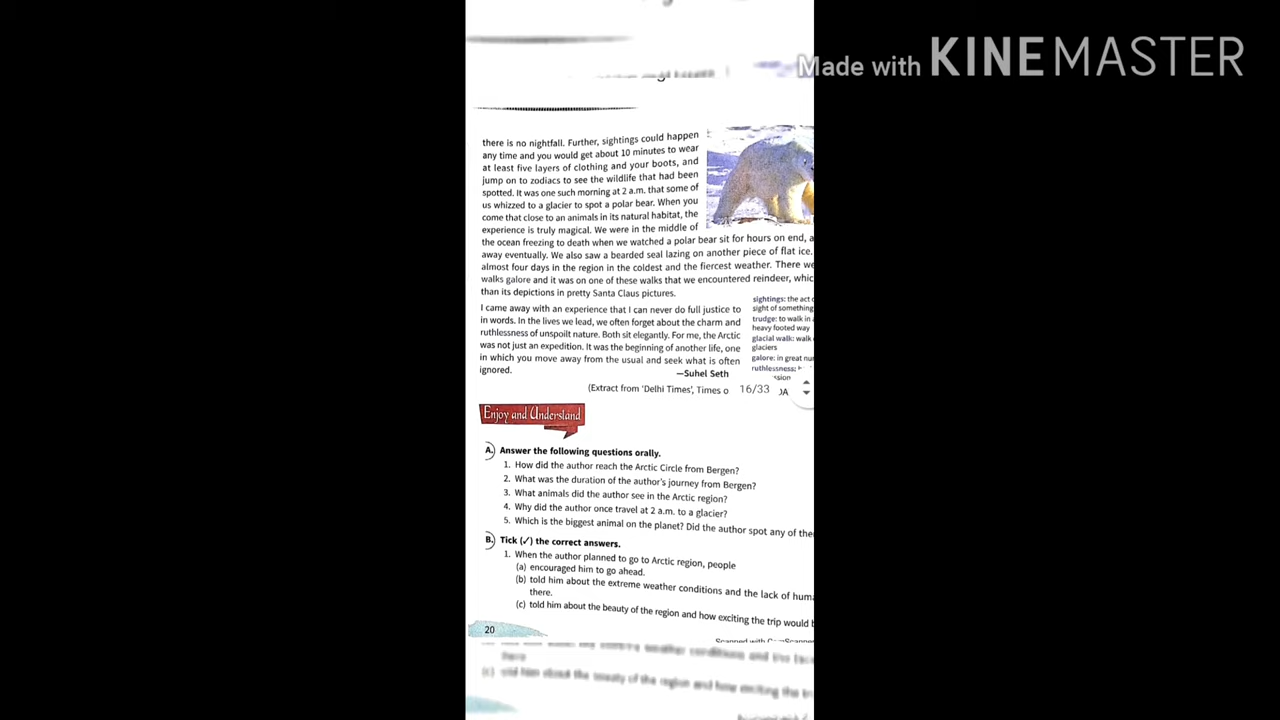 Made with KINEMASTER
there is no nightfall. Further, sightings could happen
any time and you would get about 10 minutes to wear
at least five layers of clothing and your boots, and
jump on to zodiacs to see the wildlife that had been
spotted. It was one such morning at 2 a.m. that some of
us whizzed to a glacier to spot a polar bear. When you
come that close to an animals in its natural habitat, the
experience is truly magical. We were in the middle of
the ocean freezing to death when we watched a polar bear sit for hours on end, a
away eventually. We also saw a bearded seal lazing on another piece of flat ice.
almost four days in the region in the coldest and the fiercest weather. There we
walks galore and it was on one of these walks that we encountered reindeer, whic
than its depictions in pretty Santa Claus pictures.
I came away with an experience that I can never do full justice to
in words. In the lives we lead, we often forget about the charm and
ruthlessness of unspoilt nature. Both sit elegantly. For me, the Arctic
was not just an expedition. It was the beginning of another life, one
in which you move away from the usual and seek what is often
ignored.
—Suhel Seth
(Extract from 'Delhi Times', Times o
sightings: the act
sight of something
trudge: to walk in
heavy footed way
glacial walk: walk
glaciers
galore: in great nu
ruthlessness:
ssion
16/33
Enjoy and Understand
A. Answer the following questions orally.
1. How did the author reach the Arctic Circle from Bergen?
2. What was the duration of the author's journey from Bergen?
3. What animals did the author see in the Arctic region?
4. Why did the author once travel at 2 a.m. to a glacier?
5. Which is the biggest animal on the planet? Did the author spot any of the
B. Tick (✓) the correct answers.
1. When the author planned to go to Arctic region, people
(a) encouraged him to go ahead.
(b) told him about the extreme weather conditions and the lack of hum
there.
(c) told him about the beauty of the region and how exciting the trip would b
20